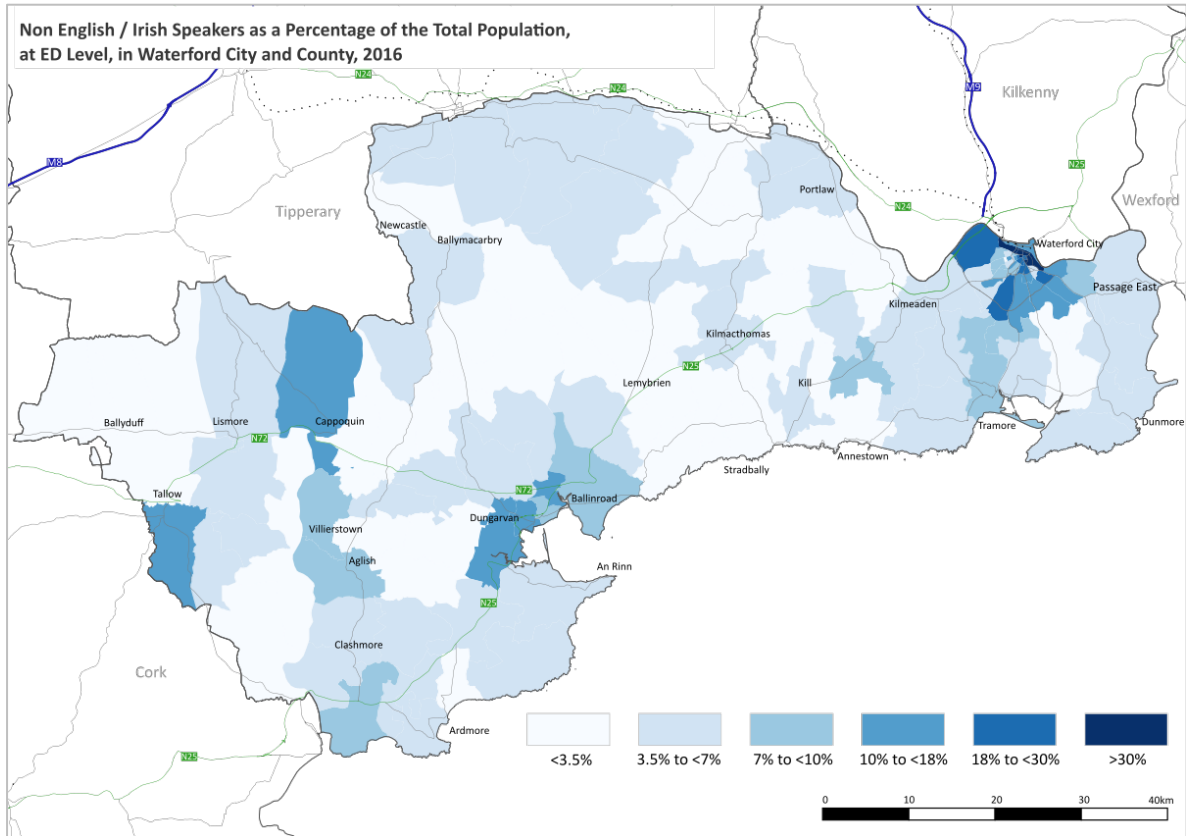 Non English / Irish Speakers as a Percentage of the Total Population,
at ED Level, in Waterford City and County, 2016
N24
N24
M9
Kilkenny
M8
N25
Portlaw
Wexford
N24
Tipperary
Newcastle
Ballymacarbry
Waterford City
Passage East
Kilmeaden
Kilmacthomas
N25
Lemybrien
Kill
Ballyduff
Lismore
Cappoquin
Tramore
Dunmore
N72
Annestown
Stradbally
Tallow
N72
Ballinroad
Dungarvan
Villierstown
Aglish
An Rinn
N25
Clashmore
Cork
Ardmore
N25
<3.5%
3.5% to <7%
7% to <10%
10% to <18%
18% to <30%
>30%
0 10 20 30 40km